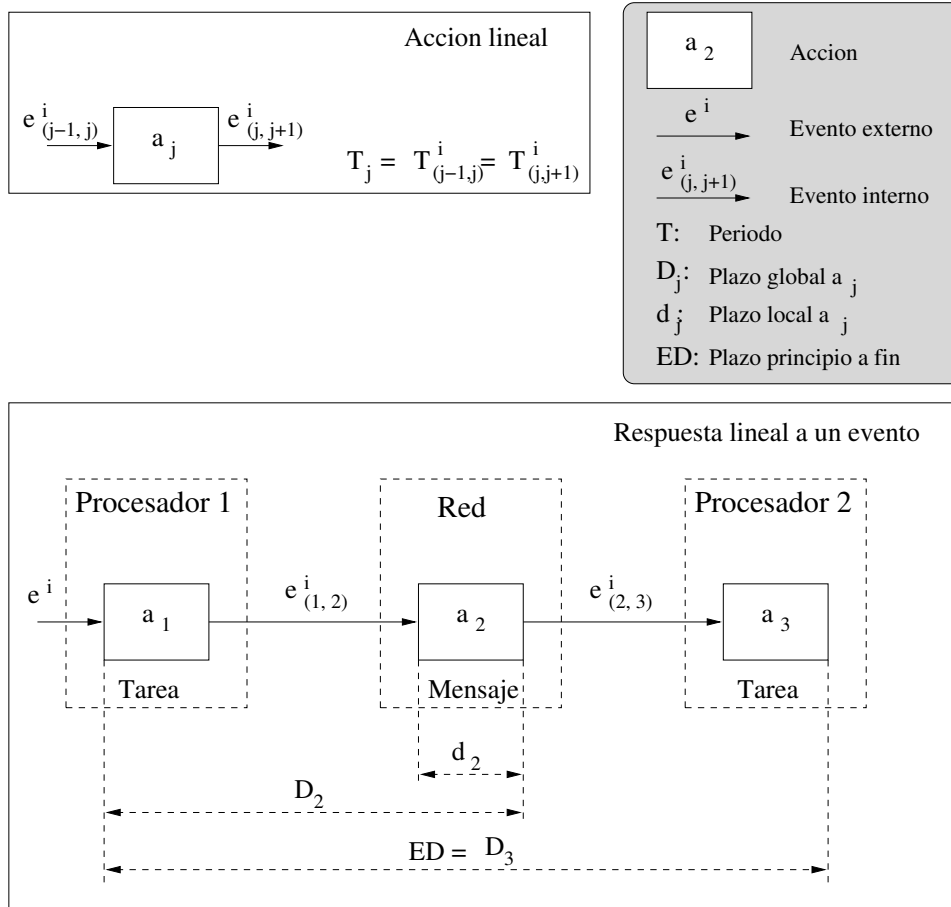 Accion lineal
e i (j−1, j)
a j
e i (j, j+1)
T j = T i (j−1,j) = T i (j,j+1)
a 2
Accion
e i
Evento externo
e i (j, j+1)
Evento interno
T: Periodo
D j: Plazo global a j
d j: Plazo local a j
ED: Plazo principio a fin
Respuesta lineal a un evento
Procesador 1
Red
Procesador 2
e i
a 1
e i (1, 2)
a 2
e i (2, 3)
a 3
Tarea
Mensaje
Tarea
d 2
D 2
ED = D 3